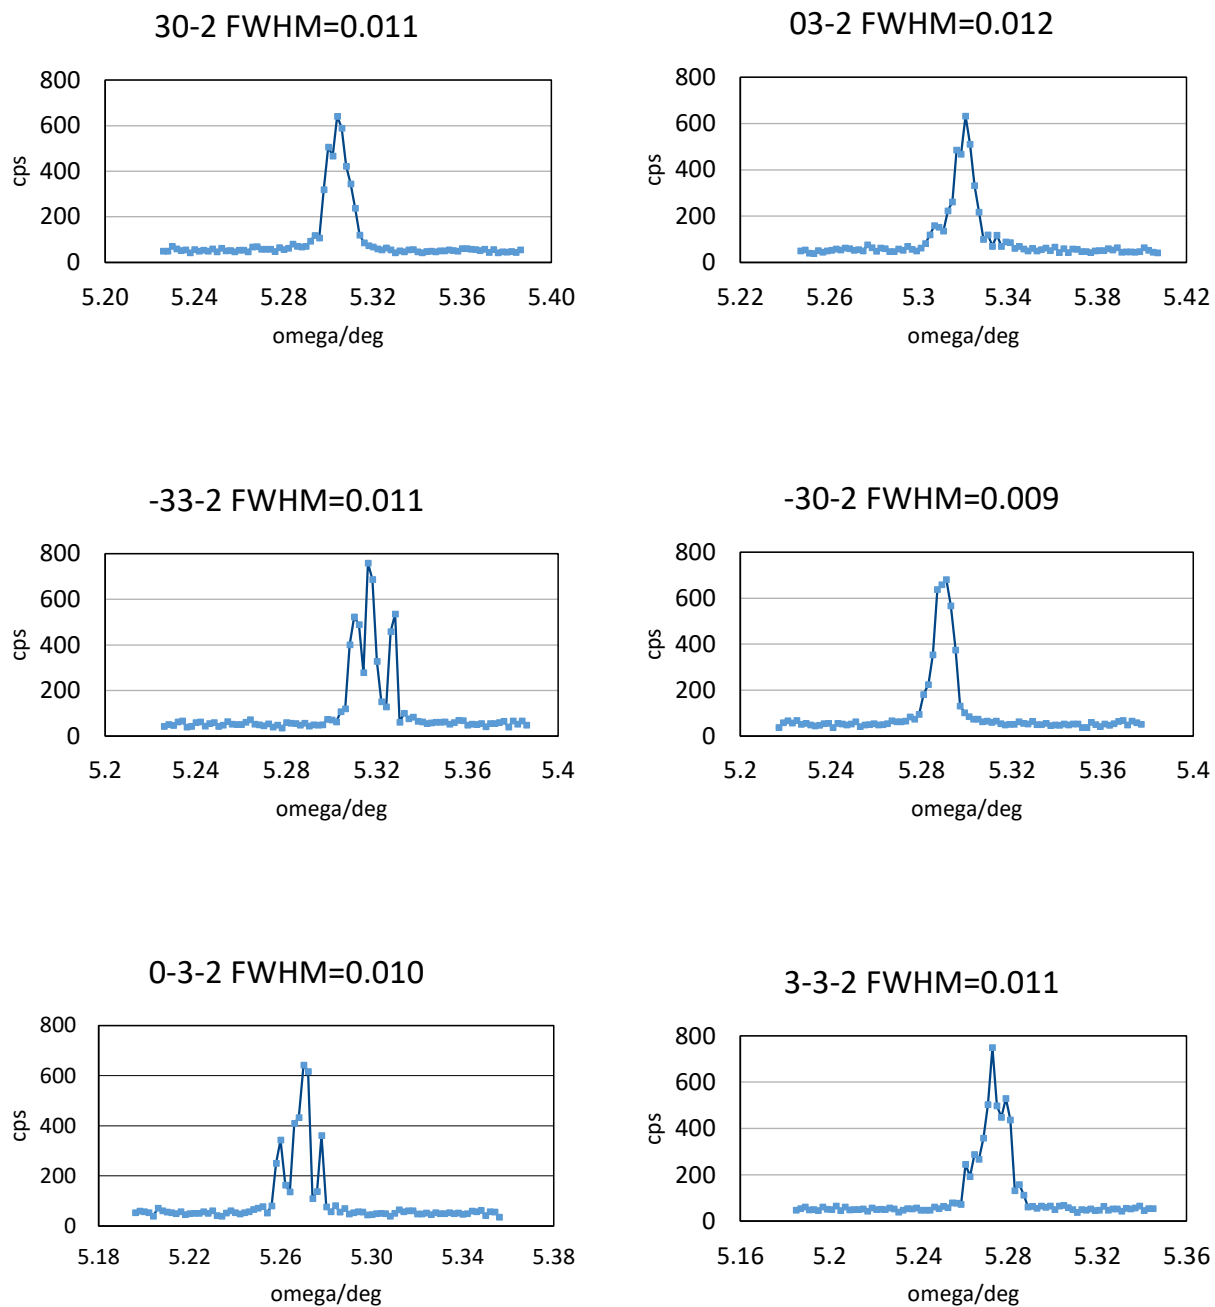 30-2 FWHM=0.011
800
600
400
200
0
cps
5.20 5.24 5.28 5.32 5.36 5.40
omega/deg
03-2 FWHM=0.012
800
600
400
200
0
cps
5.22 5.26 5.3 5.34 5.38 5.42
omega/deg
-33-2 FWHM=0.011
800
600
400
200
0
cps
5.2 5.24 5.28 5.32 5.36 5.4
omega/deg
-30-2 FWHM=0.009
800
600
400
200
0
cps
5.2 5.24 5.28 5.32 5.36 5.4
omega/deg
0-3-2 FWHM=0.010
800
600
400
200
0
cps
5.18 5.22 5.26 5.30 5.34 5.38
omega/deg
3-3-2 FWHM=0.011
800
600
400
200
0
cps
5.16 5.20 5.24 5.28 5.32 5.36
omega/deg